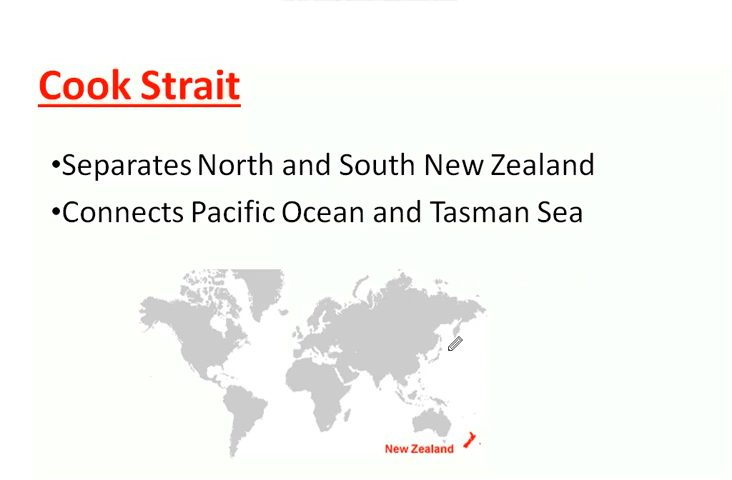 Cook Strait
•Separates North and South New Zealand
•Connects Pacific Ocean and Tasman Sea
New Zealand